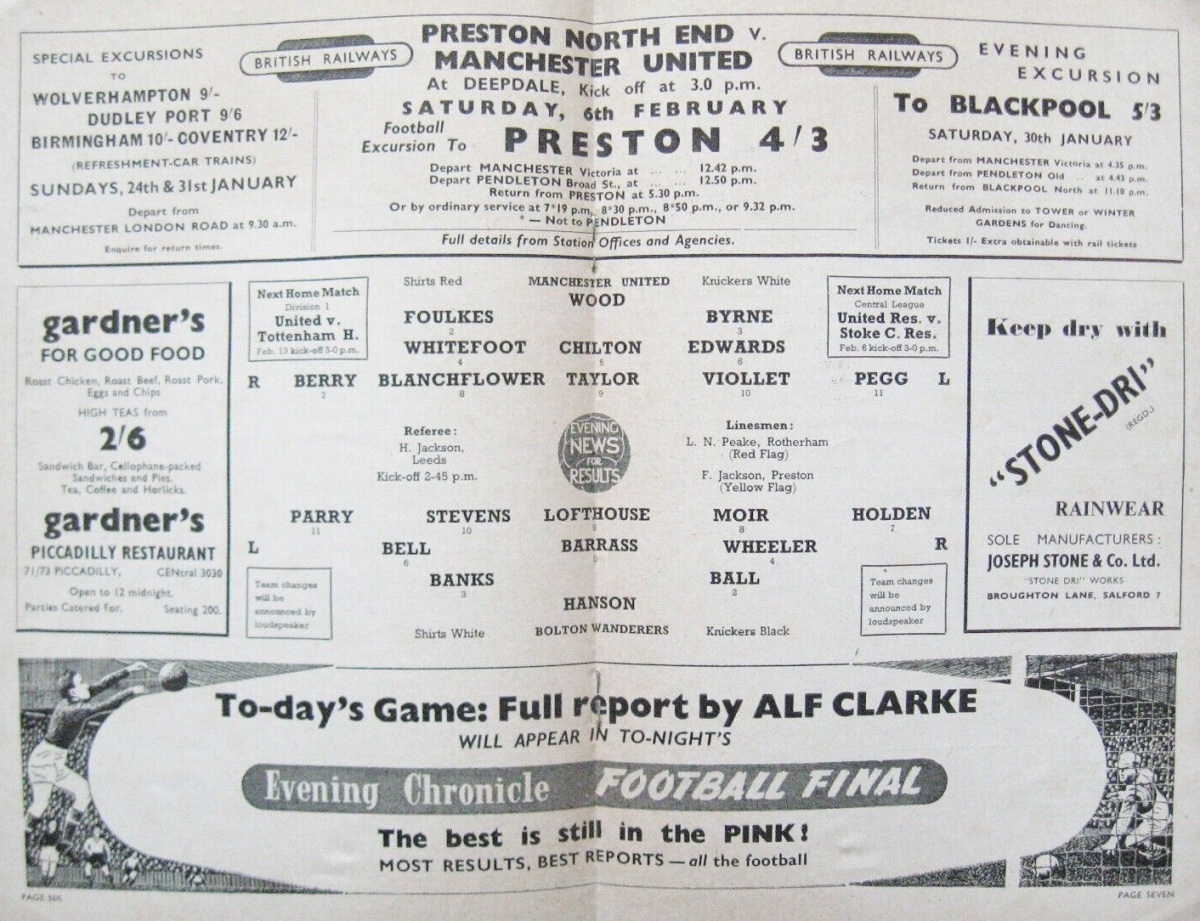 SPECIAL EXCURSIONS
TO
WOLVERHAMPTON 9/-
DUDLEY PORT 9/6
BIRMINGHAM 10/- COVENTRY 12/-
(REFRESHMENT-CAR TRAINS)
SUNDAYS, 24th & 31st JANUARY
Depart from
MANCHESTER LONDON ROAD at 9.30 a.m.
Enquire for return times.
BRITISH RAILWAYS
PRESTON NORTH END v.
MANCHESTER UNITED
At DEEPDALE, Kick off at 3.0 p.m.
SATURDAY, 6th FEBRUARY
Football
Excursion To PRESTON 4/3
Depart MANCHESTER Victoria at ... ... 12.42 p.m.
Depart PENDLETON Broad St., at ... ... 12.50 p.m.
Return from PRESTON at 5.30 p.m.
Or by ordinary service at 7*19 p.m. 8*30 p.m., 8*50 p.m., or 9.32 p.m.
* — Not to PENDLETON
Full details from Station Offices and Agencies.
BRITISH RAILWAYS
EVENING
EXCURSION
To BLACKPOOL 5/3
SATURDAY, 30th JANUARY
Depart from MANCHESTER Victoria at 4.35 p.m.
Depart from PENDLETON Old .. at 4.43 p.m.
Return from BLACKPOOL North at 11.10 p.m.
Reduced Admission to TOWER or WINTER
GARDENS for Dancing.
Tickets 1/- Extra obtainable with rail tickets
gardner's
FOR GOOD FOOD
Roast Chicken, Roast Beef, Roast Pork,
Eggs and Chips
HIGH TEAS from
2/6
Sandwich Bar, Cellophane-packed
Sandwiches and Pies.
Tea, Coffee and Horlicks.
gardner's
PICCADILLY RESTAURANT
71/73 PICCADILLY, CENtral 3030
Open to 12 midnight.
Parties Catered For. Seating 200.
Next Home Match
Division 1
United v.
Tottenham H.
Feb. 13 kick-off 3-0 p.m.
Shirts Red MANCHESTER UNITED Knickers White
WOOD
FOULKES BYRNE
2 3
WHITEFOOT CHILTON EDWARDS
4 5 6
R BERRY BLANCHFLOWER TAYLOR VIOLLET PEGG L
7 8 9 10 11
Next Home Match
Central League
United Res. v.
Stoke C. Res.
Feb. 6 kick-off 3-0 p.m.
Referee:
H. Jackson,
Leeds
Kick-off 2-45 p.m.
EVENING
NEWS
FOR
RESULTS
Linesmen:
L. N. Peake, Rotherham
(Red Flag)
F. Jackson, Preston
(Yellow Flag)
PARRY STEVENS LOFTHOUSE MOIR HOLDEN
11 10 8 7
L BELL BARRASS WHEELER R
6 5 4
BANKS BALL
3 2
HANSON
Shirts White BOLTON WANDERERS Knickers Black
Team changes
will be
announced by
loudspeaker
Team changes
will be
announced by
loudspeaker
Keep dry with
"STONE-DRI"
(REGD.)
RAINWEAR
SOLE MANUFACTURERS:
JOSEPH STONE & Co. Ltd.
"STONE DRI" WORKS
BROUGHTON LANE, SALFORD 7
To-day's Game: Full report by ALF CLARKE
WILL APPEAR IN TO-NIGHT'S
Evening Chronicle FOOTBALL FINAL
The best is still in the PINK!
MOST RESULTS, BEST REPORTS — all the football
PAGE SIX
PAGE SEVEN